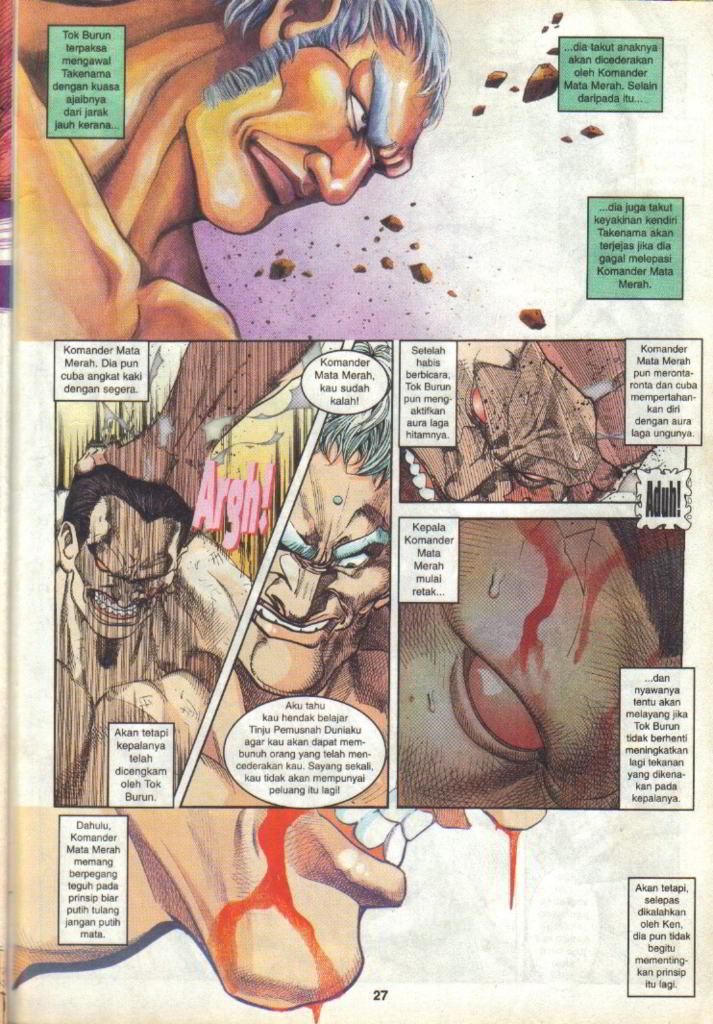 Tok Burun
terpaksa
mengawal
Takenama
dengan kuasa
ajaibnya
dari jarak
jauh kerana...
...dia takut anaknya
akan dicederakan
oleh Komander
Mata Merah. Selain
daripada itu...
...dia juga takut
keyakinan kendiri
Takenama akan
terjejas jika dia
gagal melepasi
Komander Mata
Merah.
Komander Mata
Merah. Dia pun
cuba angkat kaki
dengan segera.
Argh!
Akan tetapi
kepalanya
telah
dicengkam
oleh Tok
Burun.
Komander
Mata Merah,
kau sudah
kalah!
Aku tahu
kau hendak belajar
Tinju Pemusnah Duniaku
agar kau akan dapat mem-
bunuh orang yang telah men-
cederakan kau. Sayang sekali,
kau tidak akan mempunyai
peluang itu lagi!
Setelah
habis
berbicara,
Tok Burun
pun meng-
aktifkan
aura laga
hitamnya.
Komander
Mata Merah
pun meronta-
ronta dan cuba
mempertahan-
kan diri
dengan aura
laga ungunya.
Aduh!
Kepala
Komander
Mata
Merah
mulai
retak...
...dan
nyawanya
tentu akan
melayang jika
Tok Burun
tidak berhenti
meningkatkan
lagi tekanan
yang dikena-
kan pada
kepalanya.
Dahulu,
Komander
Mata Merah
memang
berpegang
teguh pada
prinsip biar
putih tulang
jangan putih
mata.
Akan tetapi,
selepas
dikalahkan
oleh Ken,
dia pun tidak
begitu
mementing-
kan prinsip
itu lagi.
27